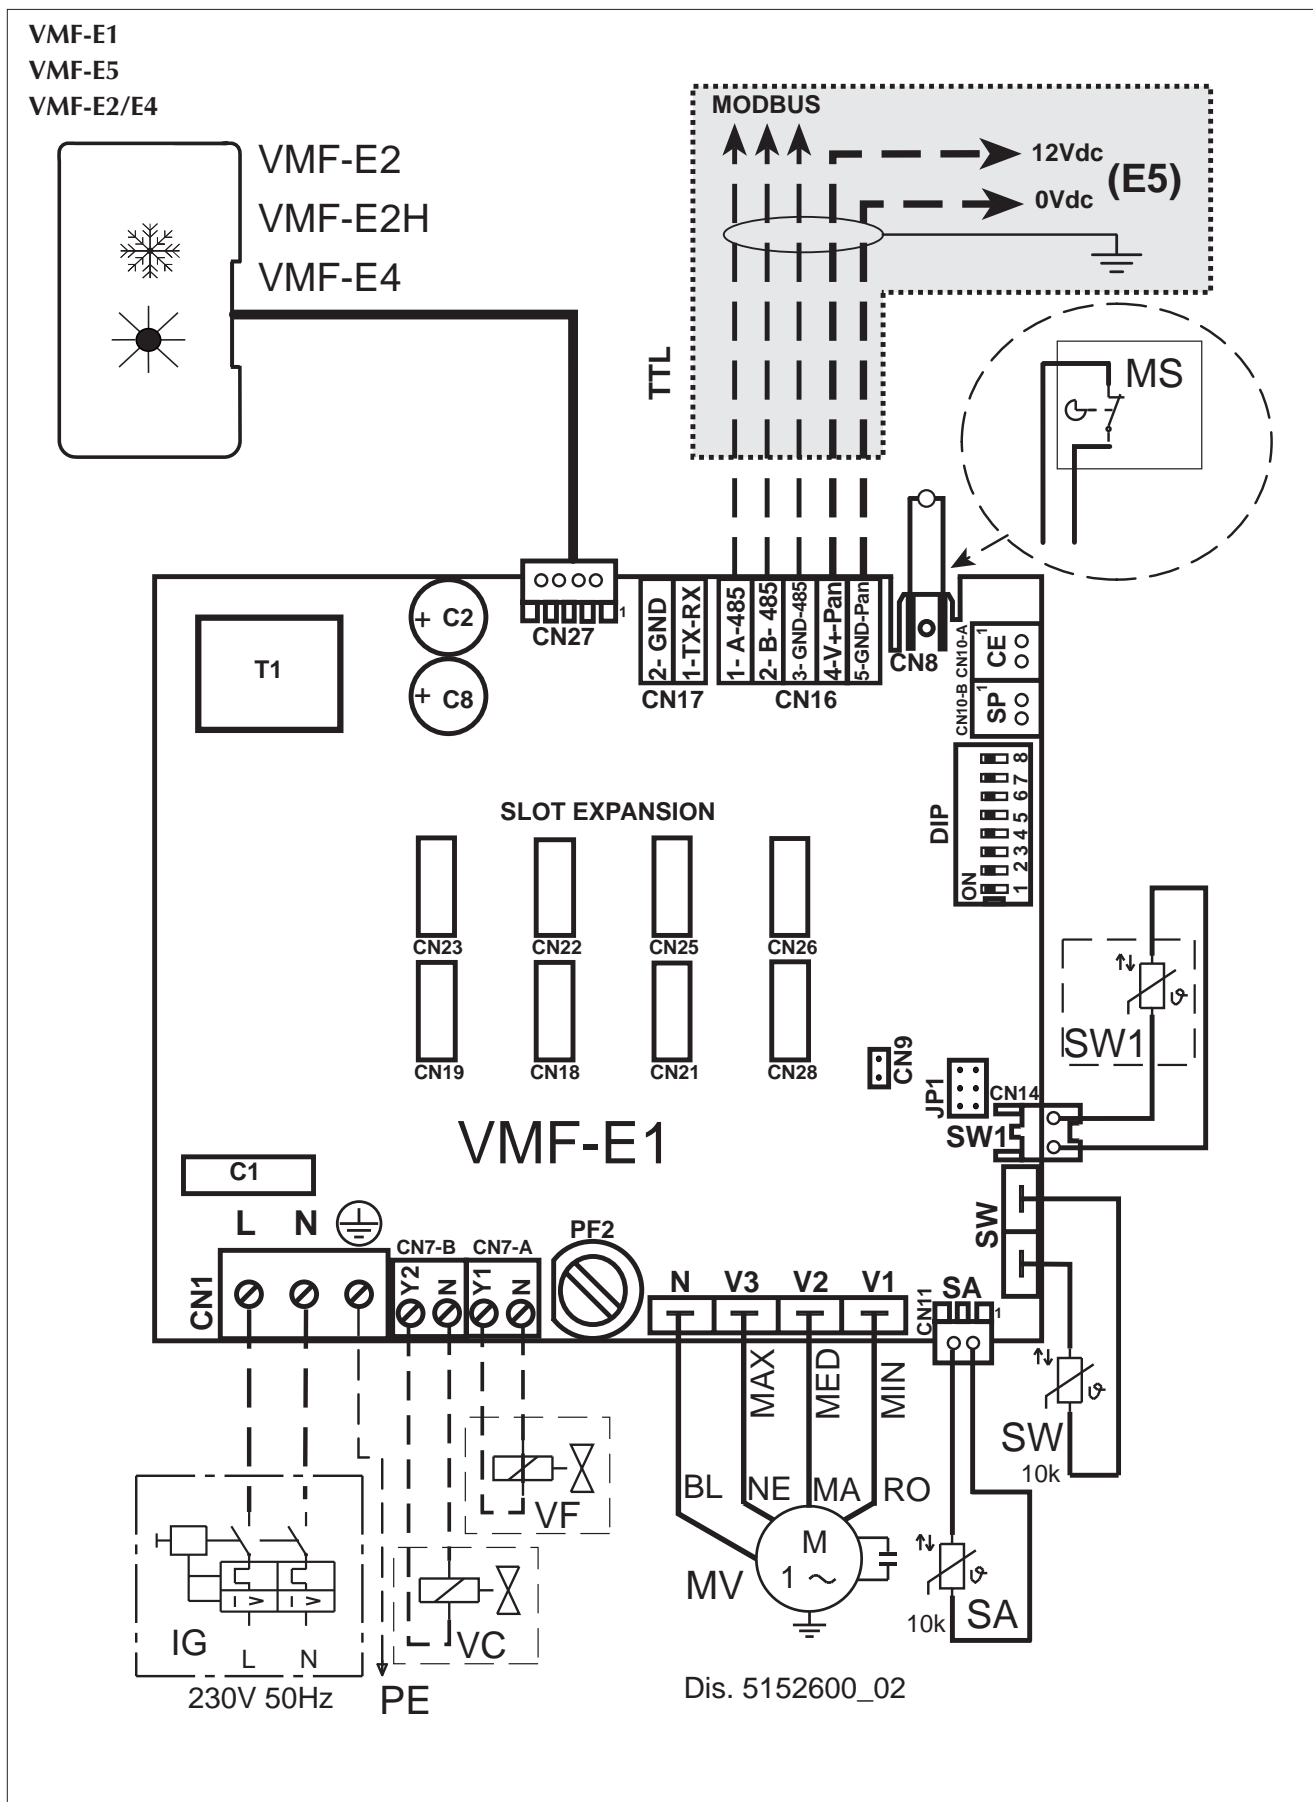 VMF-E1
VMF-E5
VMF-E2/E4
VMF-E2
VMF-E2H
VMF-E4
MODBUS
12Vdc
(E5)
0Vdc
TTL
MS
T1
+ C2
+ C8
1
CN27
2- GND
1-TX-RX
CN17
1- A-485
2- B- 485
3- GND-485
4-V+-Pan
5-GND-Pan
CN16
CN8
CN10-A
CE
1
CN10-B
SP
1
DIP
ON
1 2 3 4 5 6 7 8
SLOT EXPANSION
CN23
CN22
CN25
CN26
CN19
CN18
CN21
CN28
CN9
JP1
CN14
SW1
SW1
VMF-E1
C1
L
N
CN1
CN7-B
CN7-A
Y2
N
Y1
N
PF2
N
V3
V2
V1
SW
SA
CN11
1
MAX
MED
MIN
SW
10k
BL
NE
MA
RO
VF
M
1
MV
SA
10k
VC
IG
L
N
230V 50Hz
PE
Dis. 5152600_02